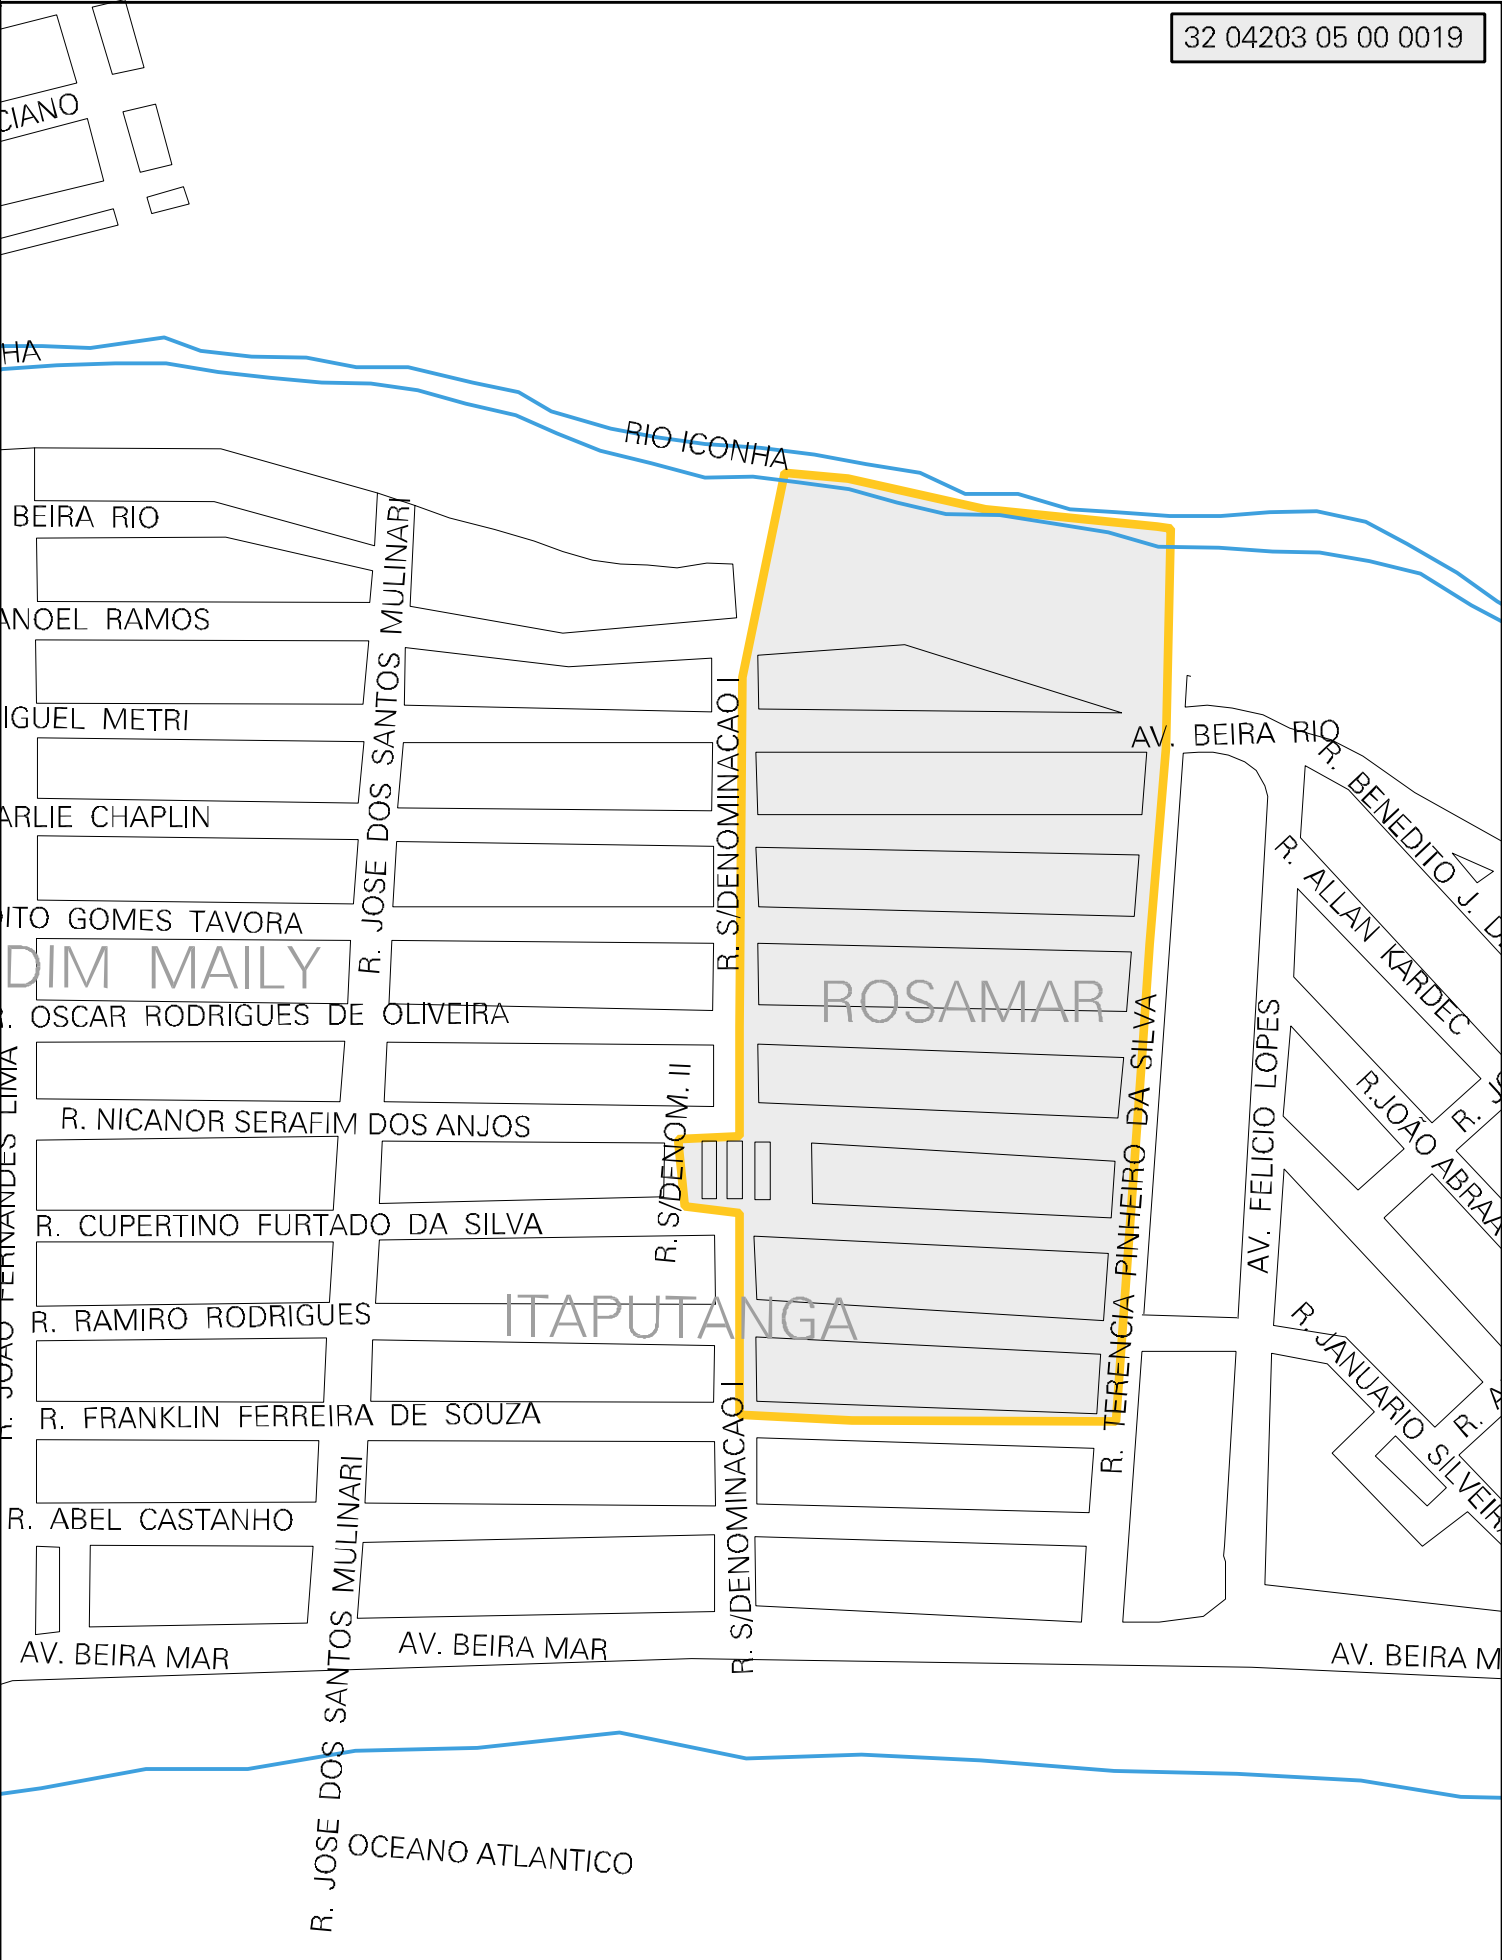 32 04203 05 00 0019
CIANO
HA
RIO ICONHA
BEIRA RIO
ANOEL RAMOS
IGUEL METRI
ARLIE CHAPLIN
ITO GOMES TAVORA
DIM MAILY
R. OSCAR RODRIGUES DE OLIVEIRA
R. NICANOR SERAFIM DOS ANJOS
R. CUPERTINO FURTADO DA SILVA
R. RAMIRO RODRIGUES
R. FRANKLIN FERREIRA DE SOUZA
R. ABEL CASTANHO
AV. BEIRA MAR
AV. BEIRA MAR
AV. BEIRA M
R. JOAO FERNANDES LIMA
R. JOSE DOS SANTOS MULINARI
R. JOSE DOS SANTOS MULINARI
R. S/DENOMINACAO I
R. S/DENOM. II
R. S/DENOMINACAO I
ROSAMAR
ITAPUTANGA
R. TERENCIA PINHEIRO DA SILVA
AV. BEIRA RIO
AV. FELICIO LOPES
R. BENEDITO J. D
R. ALLAN KARDEC
R.JOÃO ABRAA
R. JANUARIO SILVEIR
R. S
R. A
OCEANO ATLANTICO